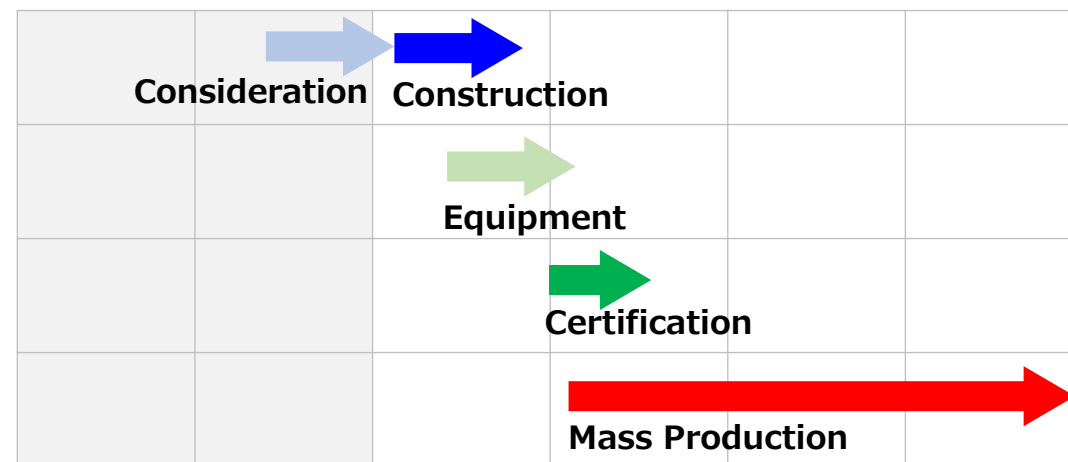 Consideration
Construction
Equipment
Certification
Mass Production